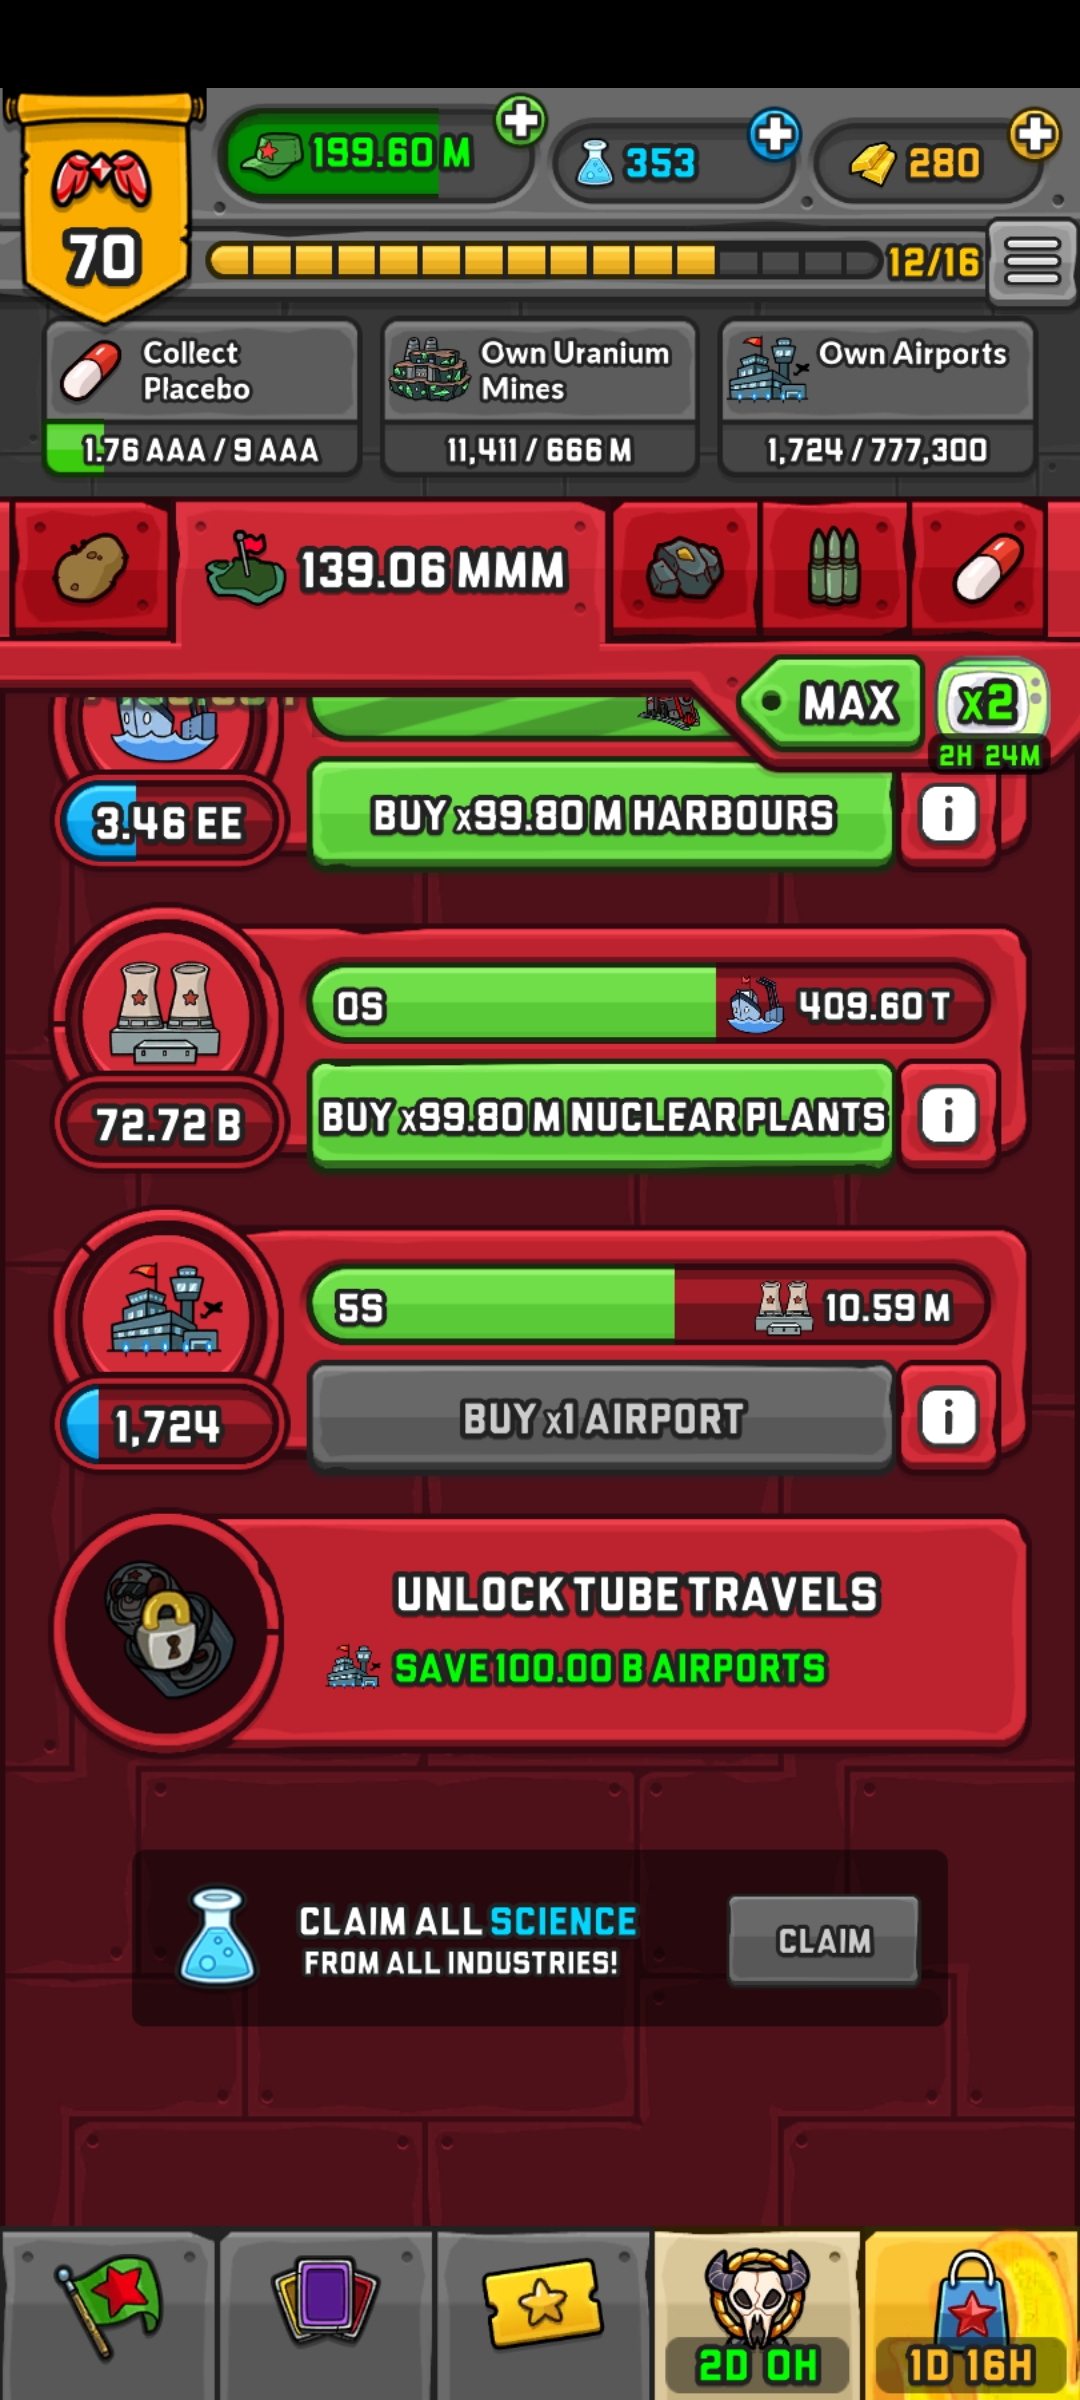 70
199.60 M
353
280
12/16
Collect
Placebo
1.76 AAA / 9 AAA
Own Uranium
Mines
11,411 / 666 M
Own Airports
1,724 / 777,300
139.06 MMM
MAX
x2
2H 24M
3.46 EE
BUY x99.80 M HARBOURS
i
0S
409.60 T
72.72 B
BUY x99.80 M NUCLEAR PLANTS
i
5S
10.59 M
1,724
BUY x1 AIRPORT
i
UNLOCK TUBE TRAVELS
SAVE 100.00 B AIRPORTS
CLAIM ALL SCIENCE
FROM ALL INDUSTRIES!
CLAIM
2D 0H
1D 16H